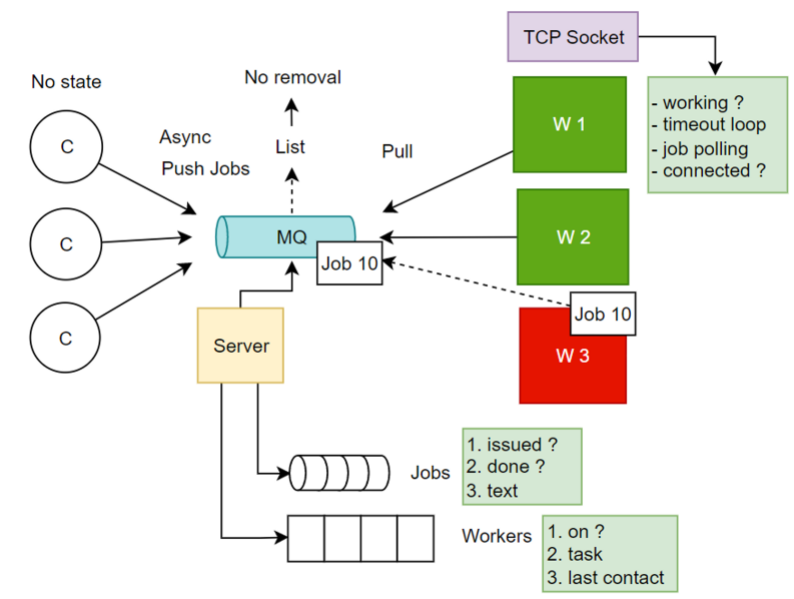 TCP Socket
No state
No removal
- working ?
- timeout loop
- job polling
- connected ?
W 1
C
Async
Push Jobs
List
Pull
C
MQ
W 2
Job 10
Job 10
C
Server
W 3
Jobs
1. issued ?
2. done ?
3. text
Workers
1. on ?
2. task
3. last contact